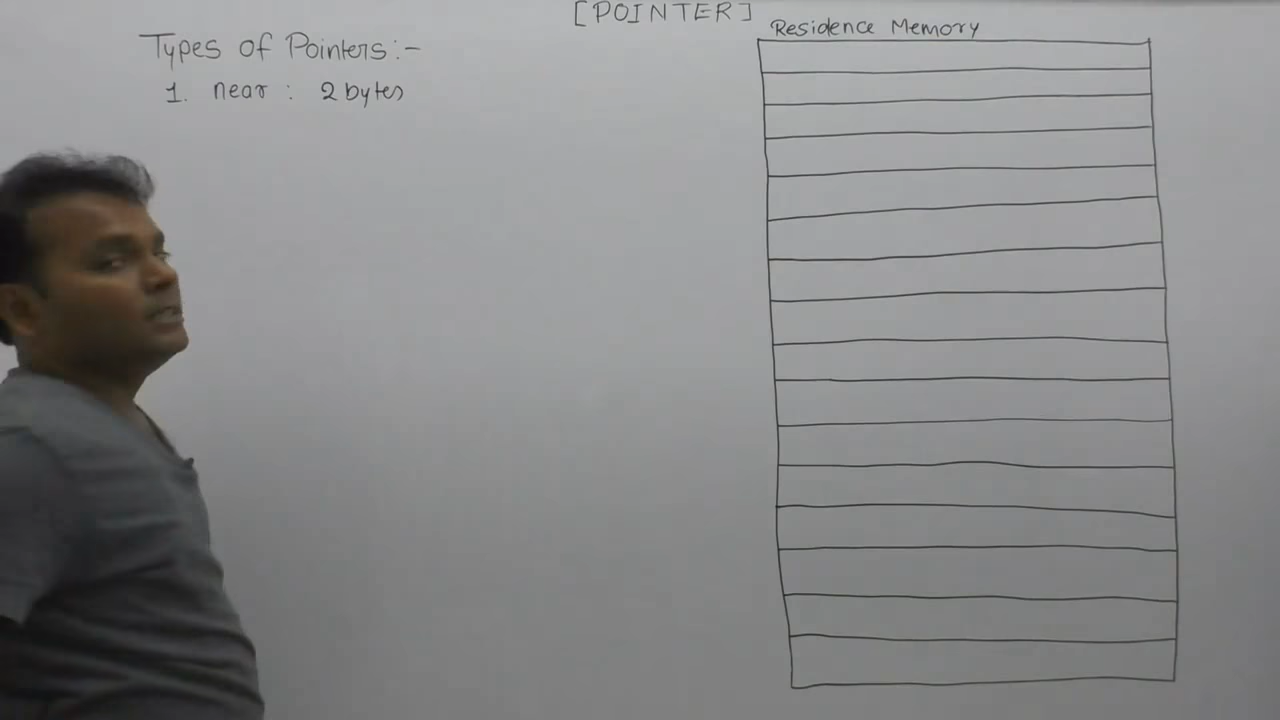 [POINTER]
Types of Pointers:-
1. near : 2 bytes
Residence Memory